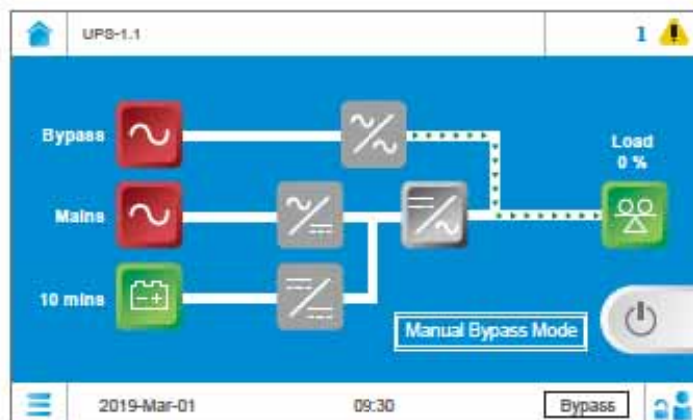 UPS-1.1
1
Bypass
Load
0 %
Mains
10 mins
Manual Bypass Mode
2019-Mar-01
09:30
Bypass